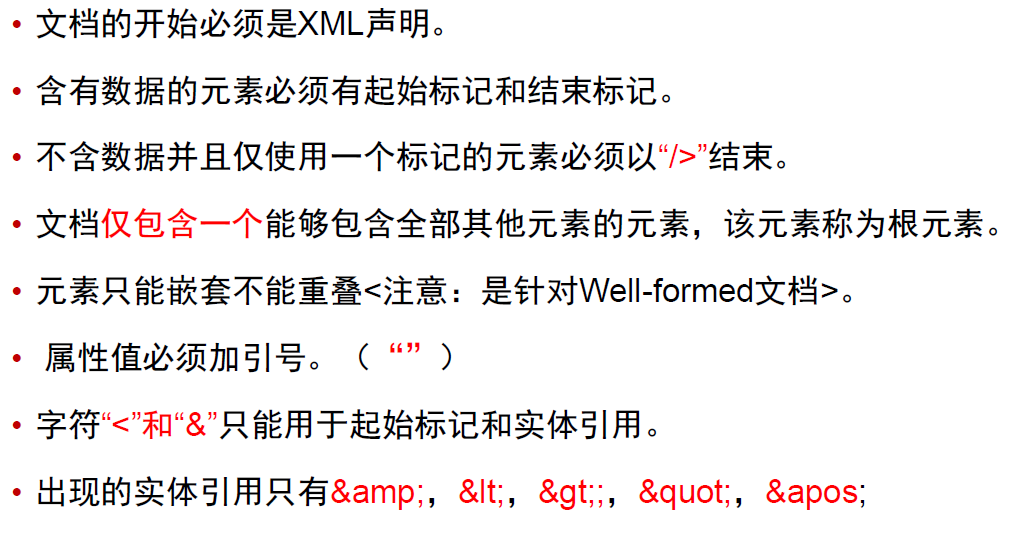 • 文档的开始必须是XML声明。
• 含有数据的元素必须有起始标记和结束标记。
• 不含数据并且仅使用一个标记的元素必须以“/>”结束。
• 文档仅包含一个能够包含全部其他元素的元素，该元素称为根元素。
• 元素只能嵌套不能重叠<注意：是针对Well-formed文档>。
• 属性值必须加引号。（ “” ）
• 字符“<”和“&”只能用于起始标记和实体引用。
• 出现的实体引用只有&amp;，&lt;，&gt;;，&quot;，&apos;